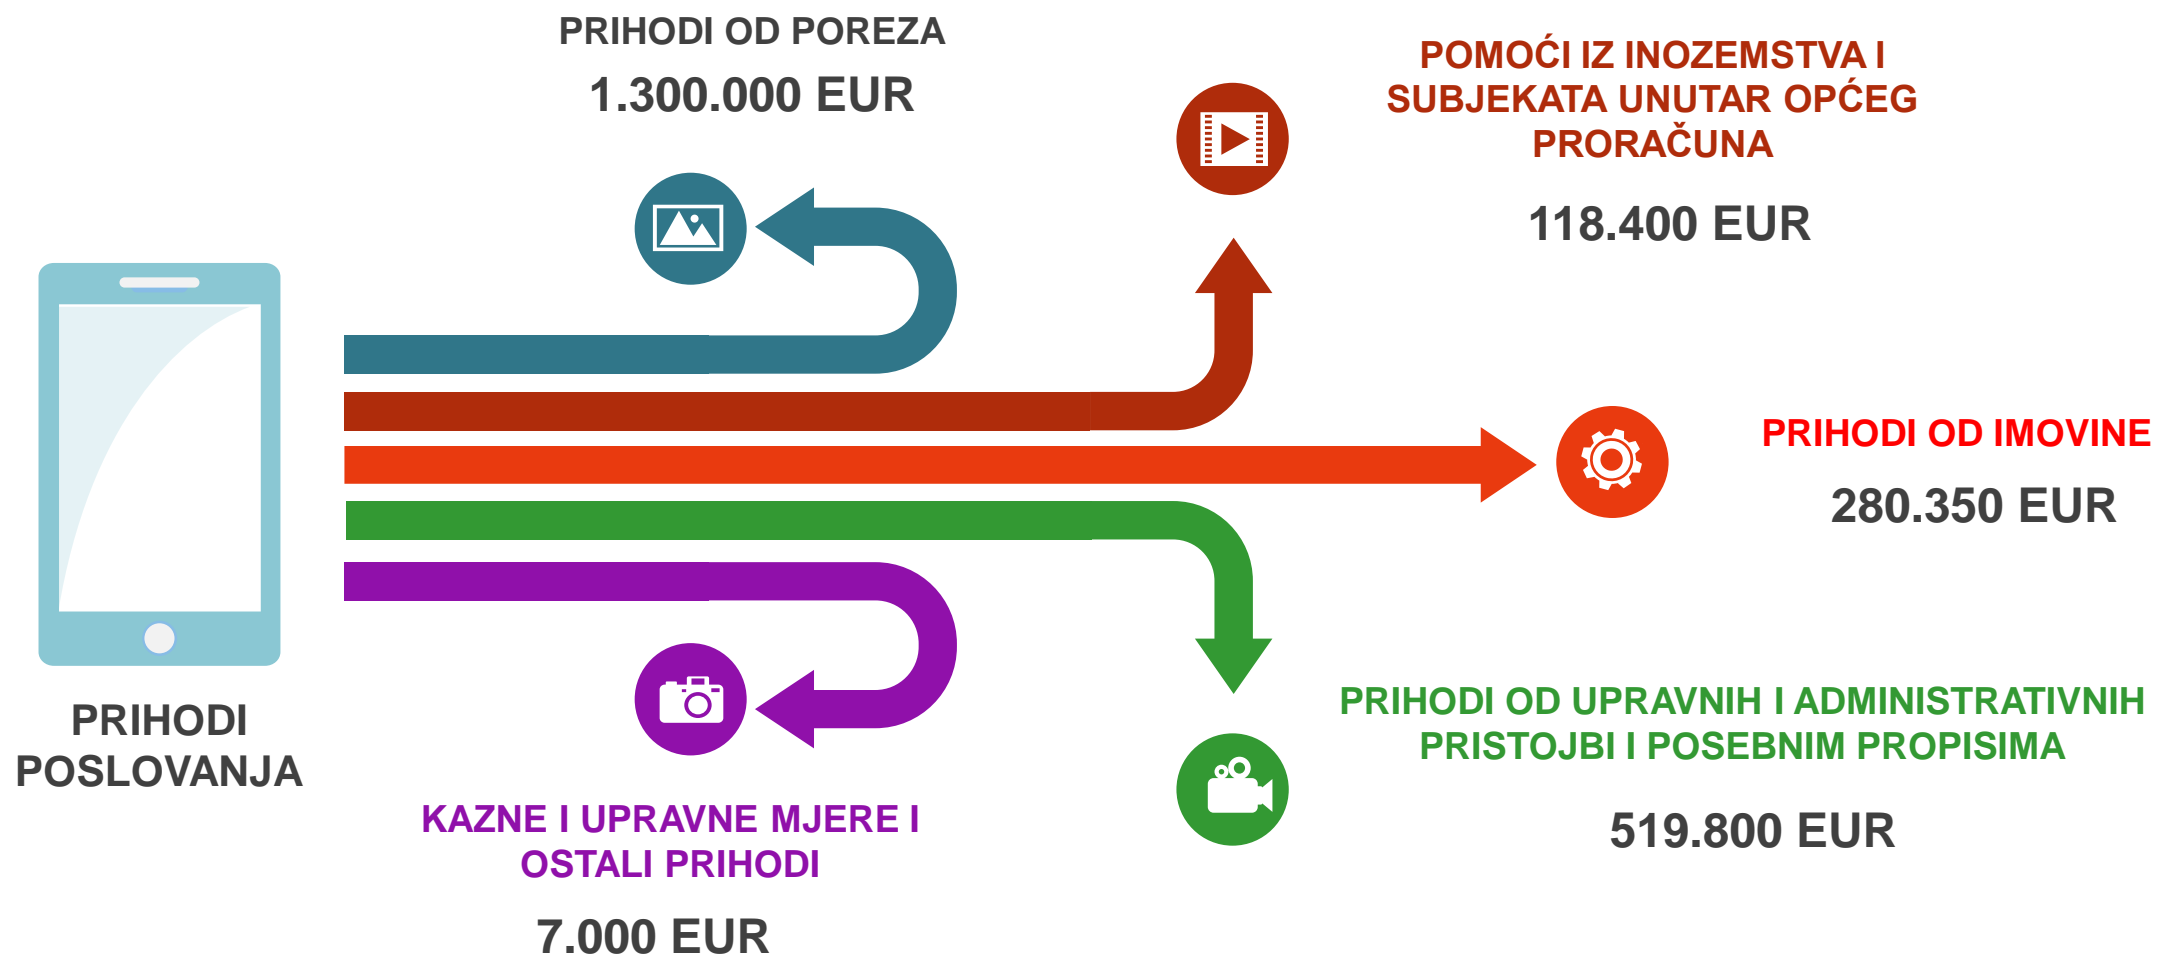 PRIHODI OD POREZA
1.300.000 EUR
POMOĆI IZ INOZEMSTVA I
SUBJEKATA UNUTAR OPĆEG
PRORAČUNA
118.400 EUR
PRIHODI OD IMOVINE
280.350 EUR
PRIHODI
POSLOVANJA
PRIHODI OD UPRAVNIH I ADMINISTRATIVNIH
PRISTOJBI I POSEBNIM PROPISIMA
519.800 EUR
KAZNE I UPRAVNE MJERE I
OSTALI PRIHODI
7.000 EUR